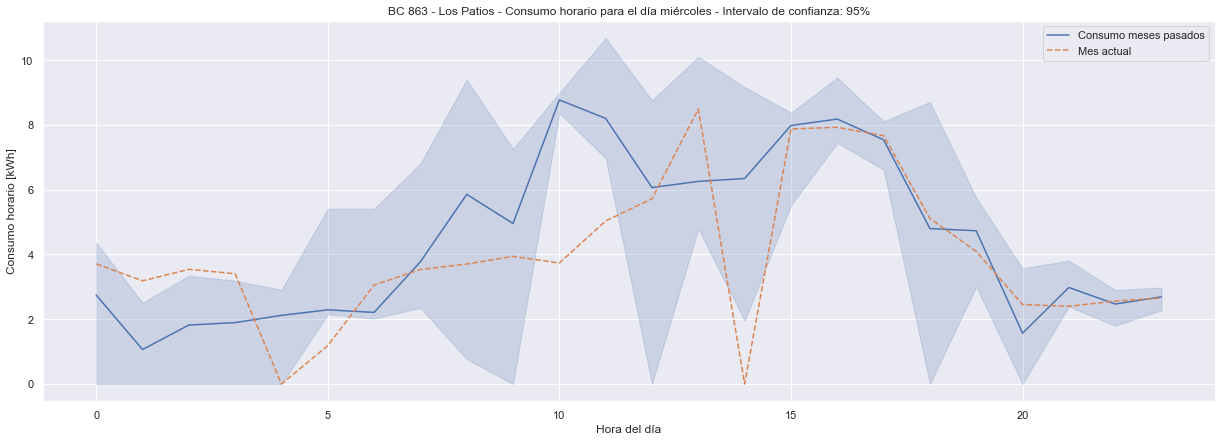 BC 863 - Los Patios - Consumo horario para el día miércoles - Intervalo de confianza: 95%
Consumo meses pasados
Mes actual
Consumo horario [kWh]
10
8
6
4
2
0
0 5 10 15 20
Hora del día